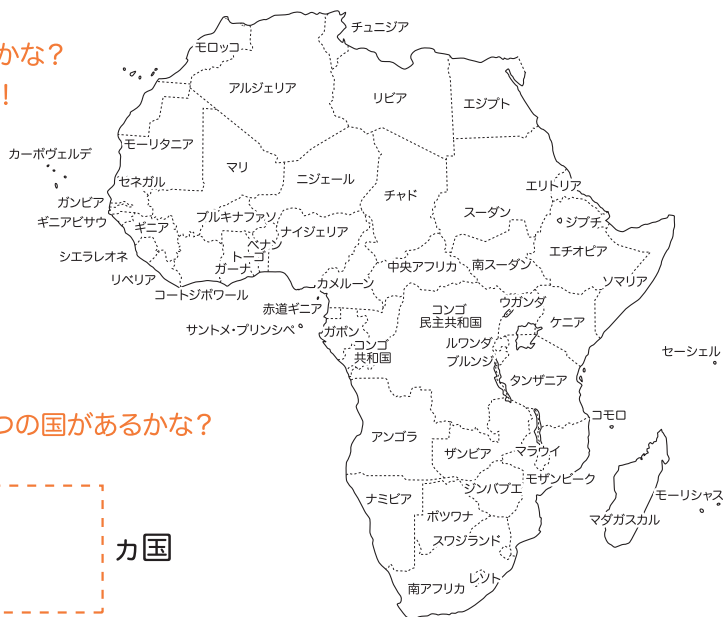 かな?
!
チュニジア
モロッコ
アルジェリア
リビア
エジプト
モーリタニア
カーボヴェルデ
マリ
ニジェール
セネガル
チャド
エリトリア
ガンビア
スーダン
ギニアビサウ
ギニア
ブルキナファソ
ナイジェリア
ジブチ
ベナン
トーゴ
エチオピア
シエラレオネ
ガーナ
中央アフリカ
南スーダン
リベリア
カメルーン
ソマリア
コートジボワール
赤道ギニア
コンゴ
民主共和国
ウガンダ
ケニア
サントメ・プリンシペ
ガボン
コンゴ
共和国
ルワンダ
ブルンジ
セーシェル
タンザニア
つの国があるかな?
コモロ
アンゴラ
ザンビア
マラウイ
モザンビーク
ナミビア
ジンバブエ
モーリシャス
ボツワナ
マダガスカル
スワジランド
カ国
南アフリカ
レソト